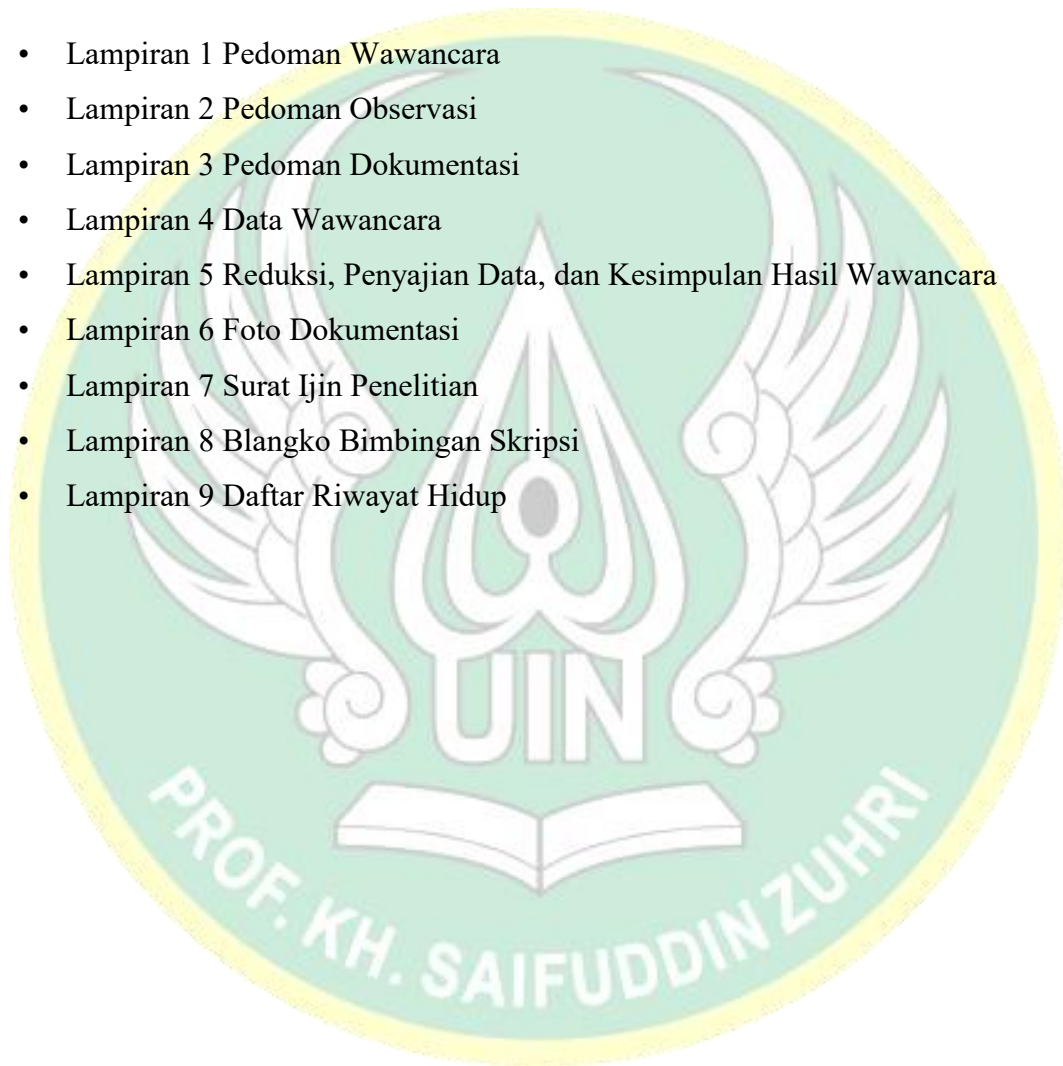 • Lampiran 1 Pedoman Wawancara
• Lampiran 2 Pedoman Observasi
• Lampiran 3 Pedoman Dokumentasi
• Lampiran 4 Data Wawancara
• Lampiran 5 Reduksi, Penyajian Data, dan Kesimpulan Hasil Wawancara
• Lampiran 6 Foto Dokumentasi
• Lampiran 7 Surat Ijin Penelitian
• Lampiran 8 Blangko Bimbingan Skripsi
• Lampiran 9 Daftar Riwayat Hidup
UIN
PROF. KH. SAIFUDDIN ZUHRI